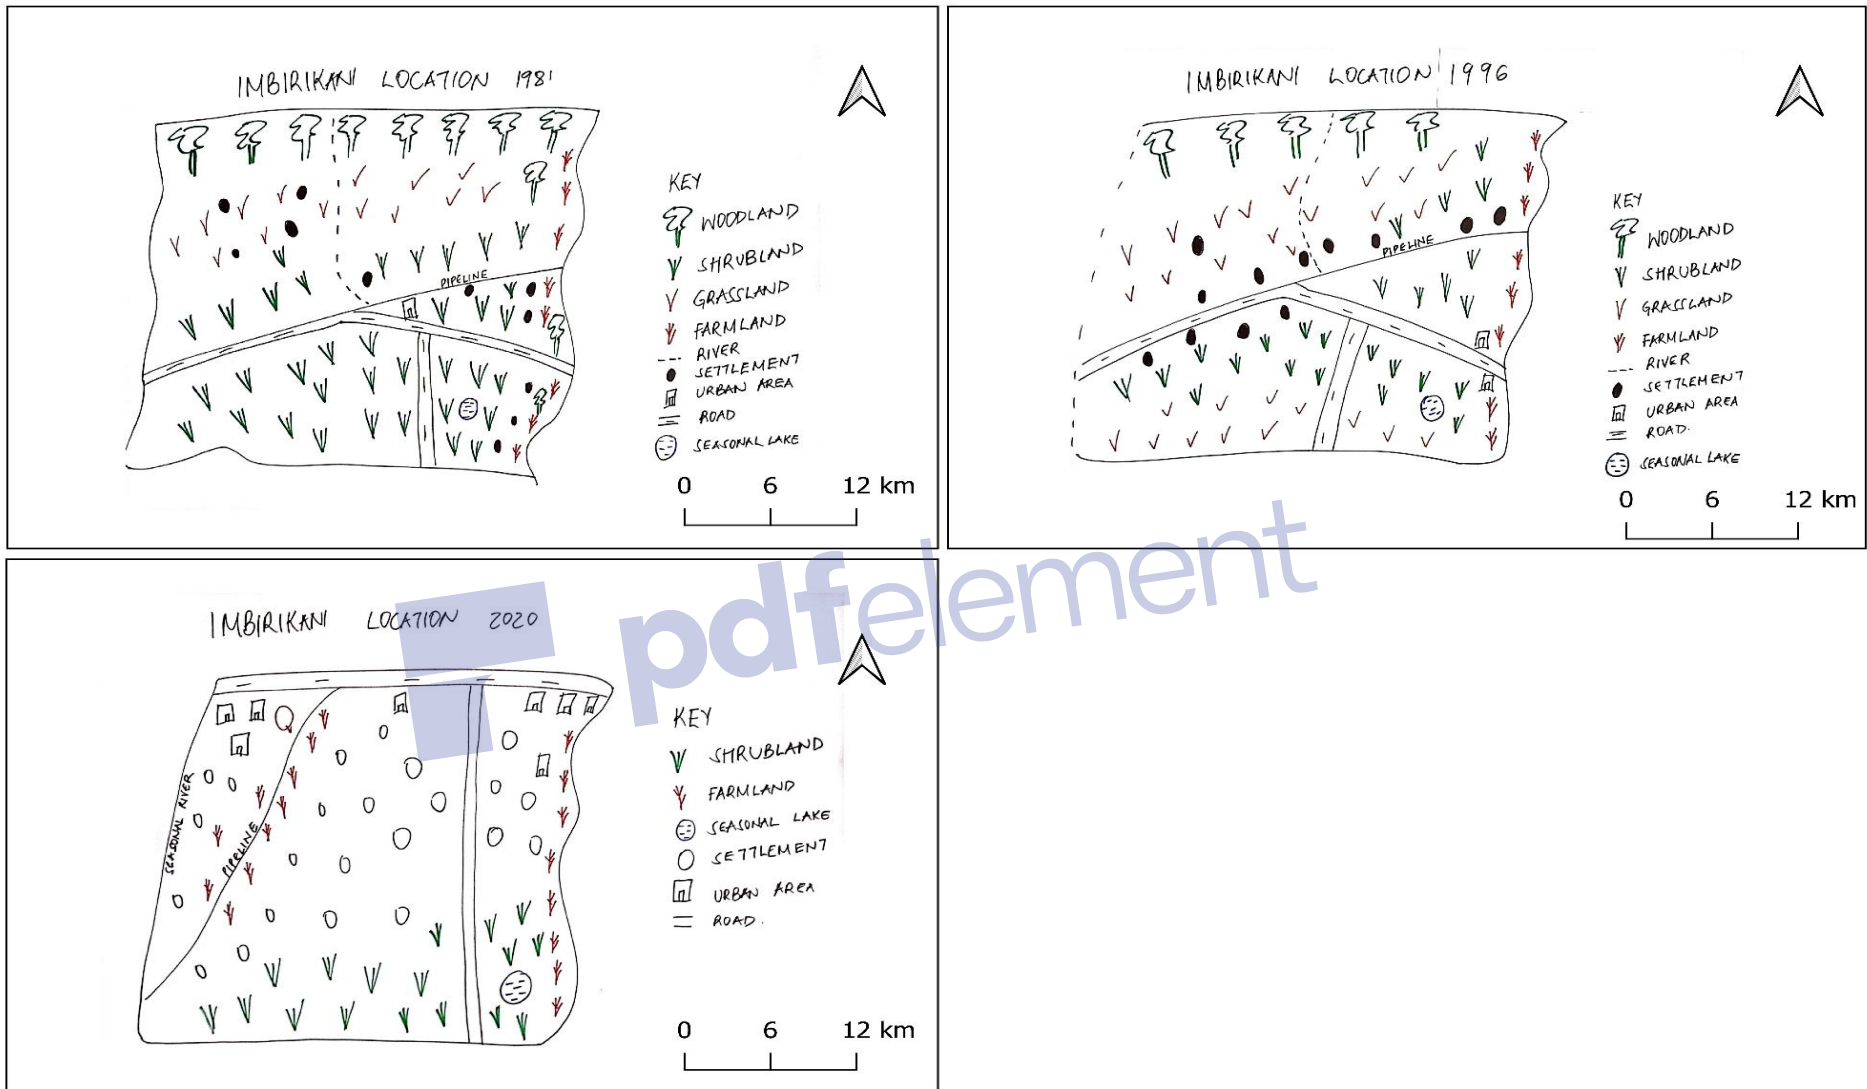 IMBIRIKANI LOCATION 1981
KEY
WOODLAND
SHRUBLAND
GRASSLAND
FARMLAND
RIVER
SETTLEMENT
URBAN AREA
ROAD
SEASONAL LAKE
PIPELINE
0 6 12 km
IMBIRIKANI LOCATION 1996
KEY
WOODLAND
SHRUBLAND
GRASSLAND
FARMLAND
RIVER
SETTLEMENT
URBAN AREA
ROAD.
SEASONAL LAKE
PIPELINE
0 6 12 km
IMBIRIKANI LOCATION 2020
KEY
SHRUBLAND
FARMLAND
SEASONAL LAKE
SETTLEMENT
URBAN AREA
ROAD.
SEASONAL RIVER
PIPELINE
0 6 12 km
pdfelement